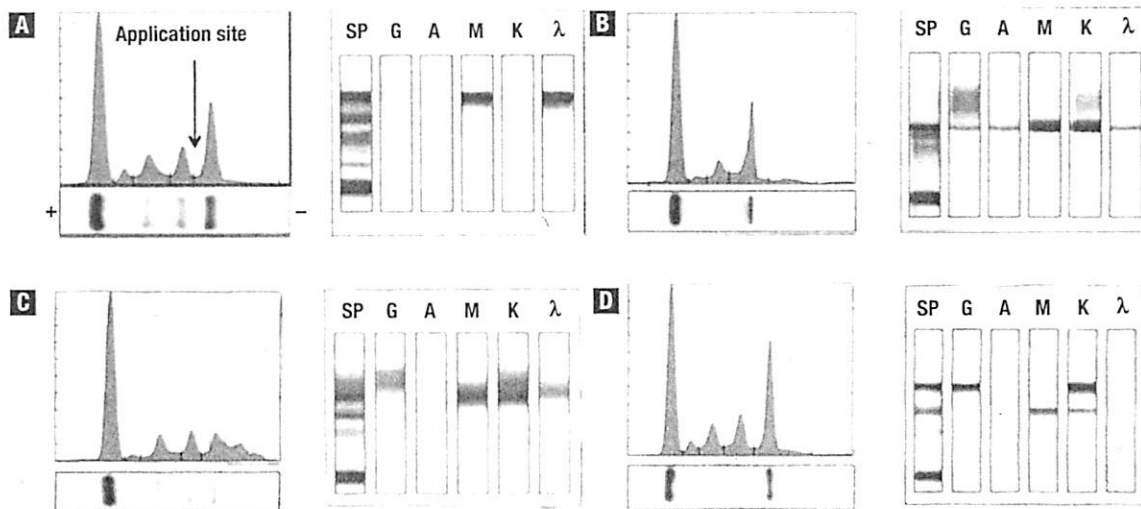 A
Application site
+
−
SP G A M K λ
B
SP G A M K λ
C
SP G A M K λ
D
SP G A M K λ